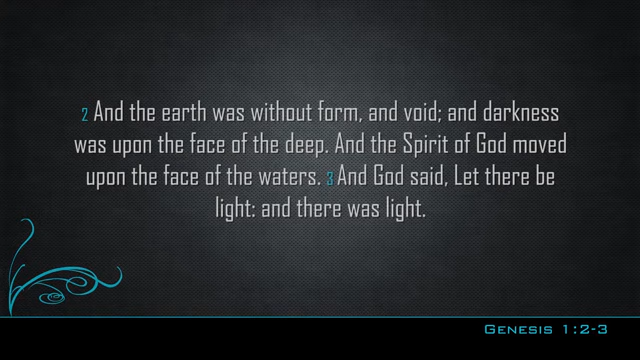 2 And the earth was without form, and void; and darkness
was upon the face of the deep. And the Spirit of God moved
upon the face of the waters. 3 And God said, Let there be
light: and there was light.
Genesis 1:2-3